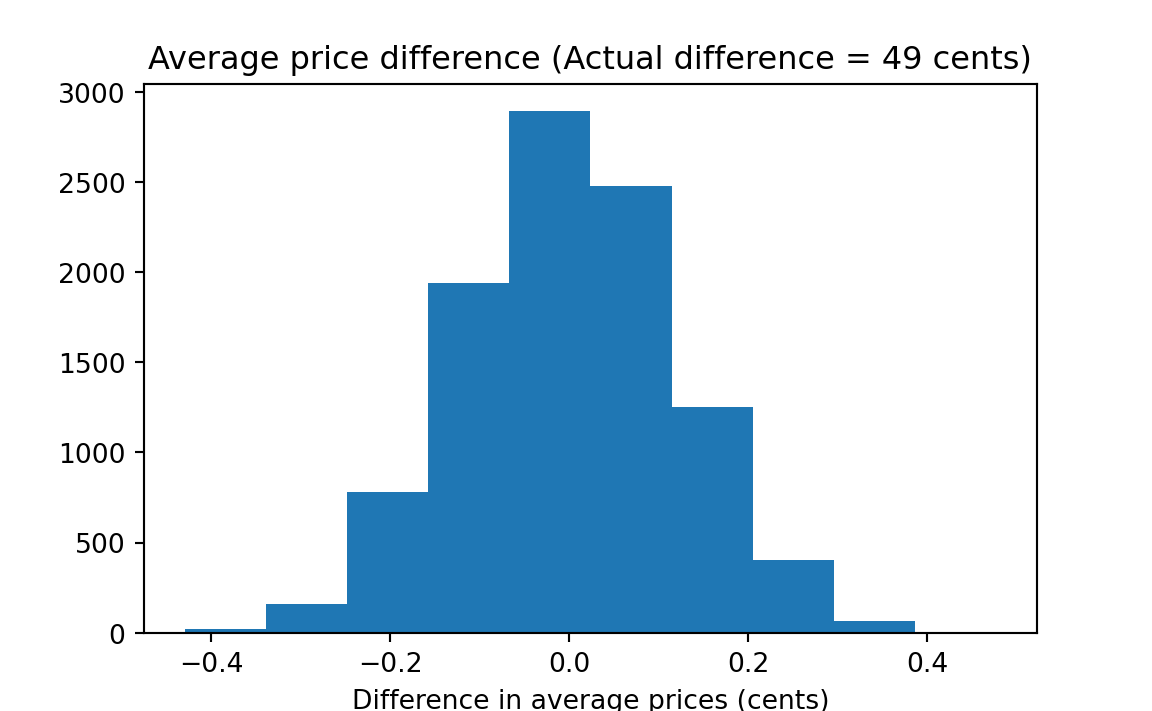 Average price difference (Actual difference = 49 cents)
3000
2500
2000
1500
1000
500
0
−0.4 −0.2 0.0 0.2 0.4
Difference in average prices (cents)